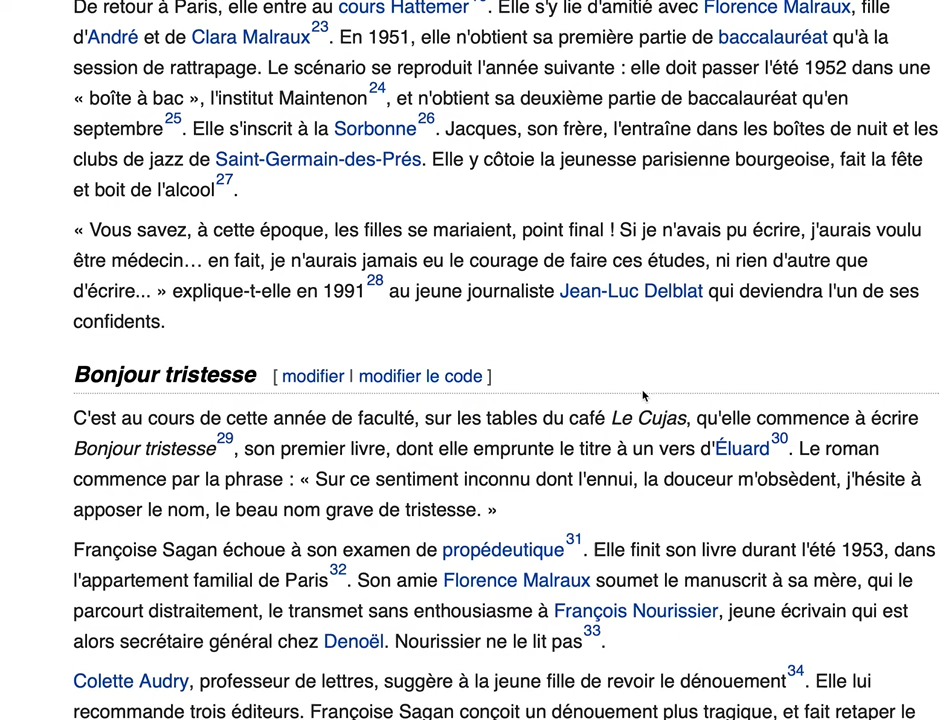 De retour à Paris, elle entre au cours Hattemer. Elle s'y lie d'amitié avec Florence Malraux, fille
d'André et de Clara Malraux23. En 1951, elle n'obtient sa première partie de baccalauréat qu'à la
session de rattrapage. Le scénario se reproduit l'année suivante : elle doit passer l'été 1952 dans une
« boîte à bac », l'institut Maintenon24, et n'obtient sa deuxième partie de baccalauréat qu'en
septembre25. Elle s'inscrit à la Sorbonne26. Jacques, son frère, l'entraîne dans les boîtes de nuit et les
clubs de jazz de Saint-Germain-des-Prés. Elle y côtoie la jeunesse parisienne bourgeoise, fait la fête
et boit de l'alcool27.
« Vous savez, à cette époque, les filles se mariaient, point final ! Si je n'avais pu écrire, j'aurais voulu
être médecin… en fait, je n'aurais jamais eu le courage de faire ces études, ni rien d'autre que
d'écrire... » explique-t-elle en 199128 au jeune journaliste Jean-Luc Delblat qui deviendra l'un de ses
confidents.
Bonjour tristesse [ modifier | modifier le code ]
C'est au cours de cette année de faculté, sur les tables du café Le Cujas, qu'elle commence à écrire
Bonjour tristesse29, son premier livre, dont elle emprunte le titre à un vers d'Éluard30. Le roman
commence par la phrase : « Sur ce sentiment inconnu dont l'ennui, la douceur m'obsèdent, j'hésite à
apposer le nom, le beau nom grave de tristesse. »
Françoise Sagan échoue à son examen de propédeutique31. Elle finit son livre durant l'été 1953, dans
l'appartement familial de Paris32. Son amie Florence Malraux soumet le manuscrit à sa mère, qui le
parcourt distraitement, le transmet sans enthousiasme à François Nourissier, jeune écrivain qui est
alors secrétaire général chez Denoël. Nourissier ne le lit pas33.
Colette Audry, professeur de lettres, suggère à la jeune fille de revoir le dénouement34. Elle lui
recommande trois éditeurs. Françoise Sagan conçoit un dénouement plus tragique, et fait retaper le